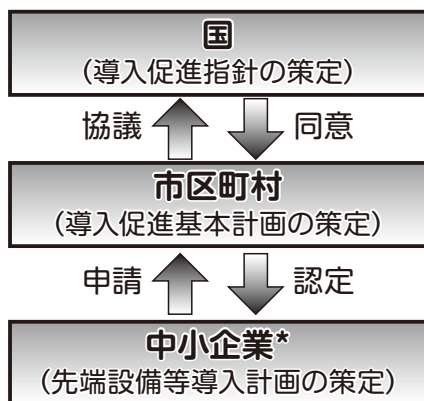 国
（導入促進指針の策定）
協議 同意
市区町村
（導入促進基本計画の策定）
申請 認定
中小企業*
（先端設備等導入計画の策定）